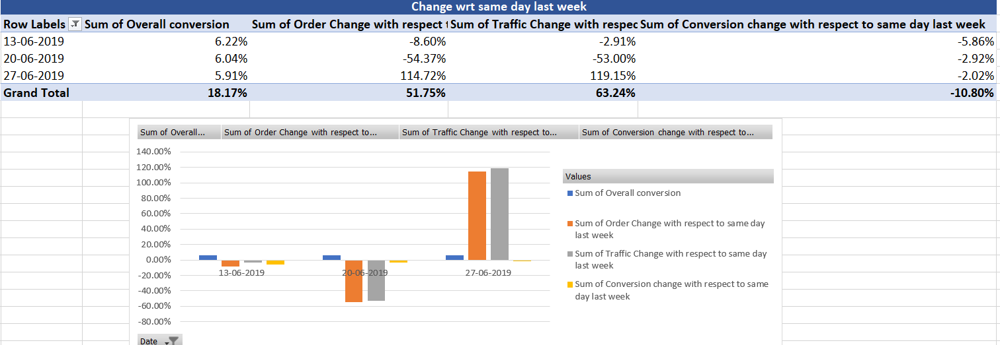 Change wrt same day last week
Row Labels Sum of Overall conversion Sum of Order Change with respect t Sum of Traffic Change with respec Sum of Conversion change with respect to same day last week
13-06-2019 6.22% -8.60% -2.91% -5.86%
20-06-2019 6.04% -54.37% -53.00% -2.92%
27-06-2019 5.91% 114.72% 119.15% -2.02%
Grand Total 18.17% 51.75% 63.24% -10.80%
Sum of Overall... Sum of Order Change with respect to... Sum of Traffic Change with respect to... Sum of Conversion change with respect to...
140.00%
120.00%
100.00%
80.00%
60.00%
40.00%
20.00%
0.00%
-20.00%
-40.00%
-60.00%
-80.00%
13-06-2019 20-06-2019 27-06-2019
Values
Sum of Overall conversion
Sum of Order Change with respect to same day
last week
Sum of Traffic Change with respect to same day
last week
Sum of Conversion change with respect to same
day last week
Date